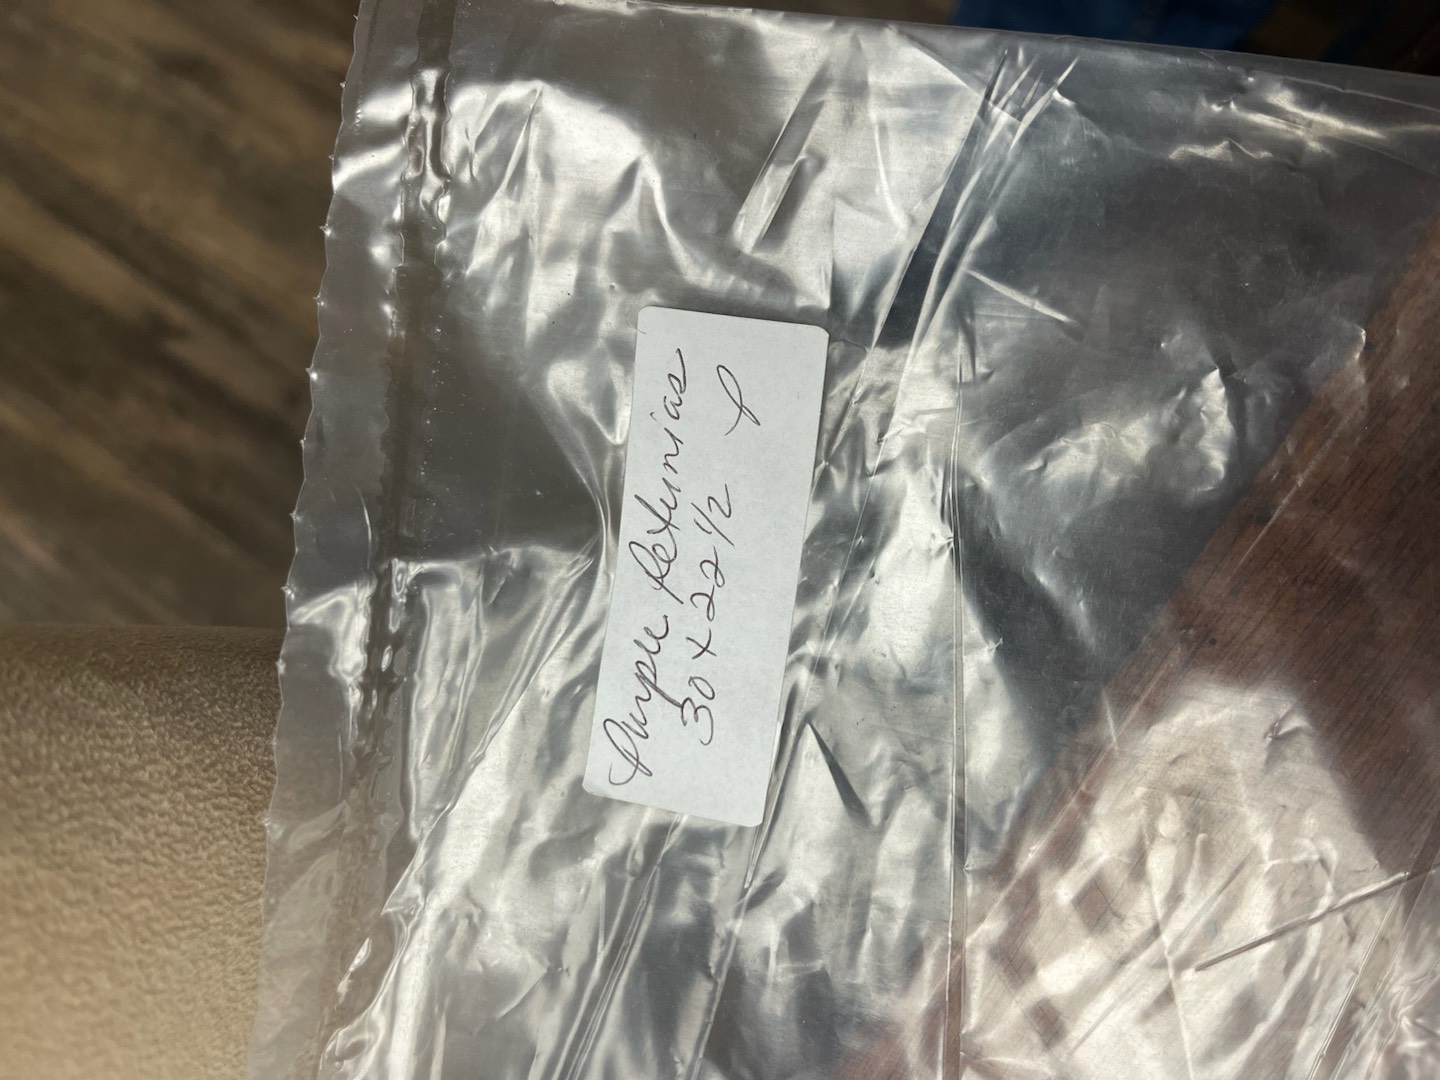 Purple Petunias
30 x 22 1/2